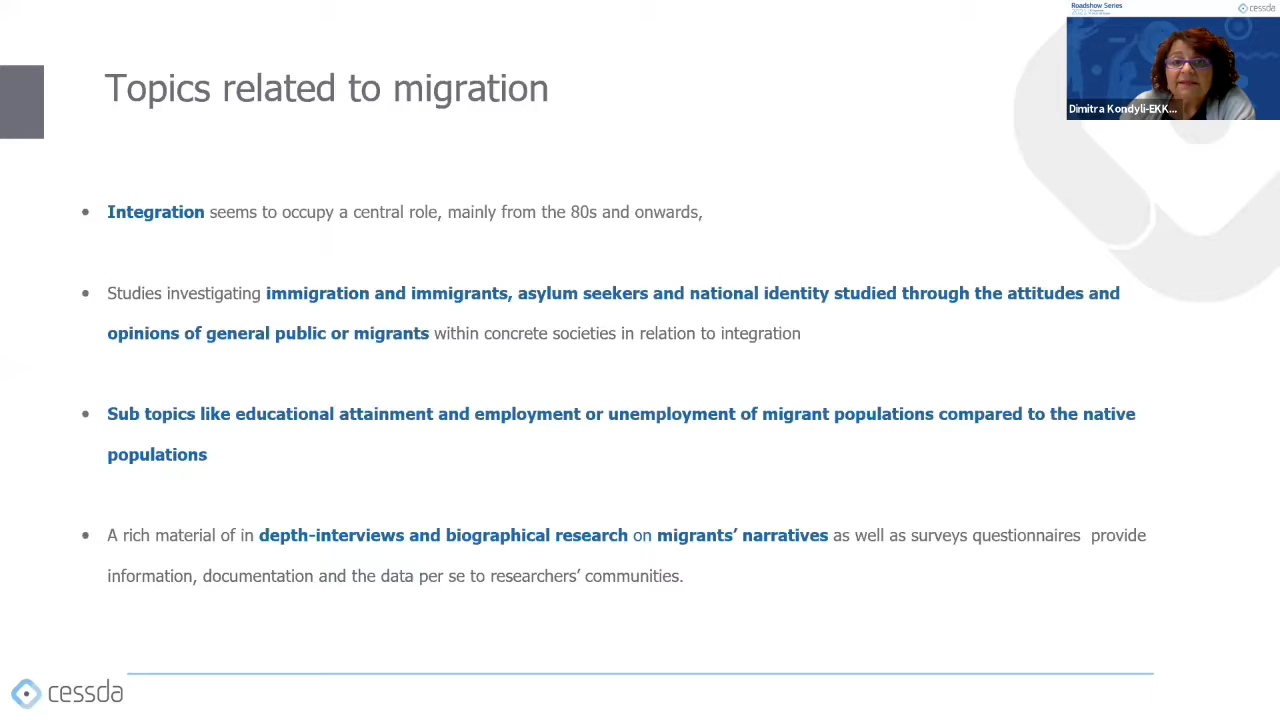 Roadshow Series
cessda
Dimitra Kondyli-EKK...
Topics related to migration
• Integration seems to occupy a central role, mainly from the 80s and onwards,
• Studies investigating immigration and immigrants, asylum seekers and national identity studied through the attitudes and
opinions of general public or migrants within concrete societies in relation to integration
• Sub topics like educational attainment and employment or unemployment of migrant populations compared to the native
populations
• A rich material of in depth-interviews and biographical research on migrants’ narratives as well as surveys questionnaires provide
information, documentation and the data per se to researchers’ communities.
cessda